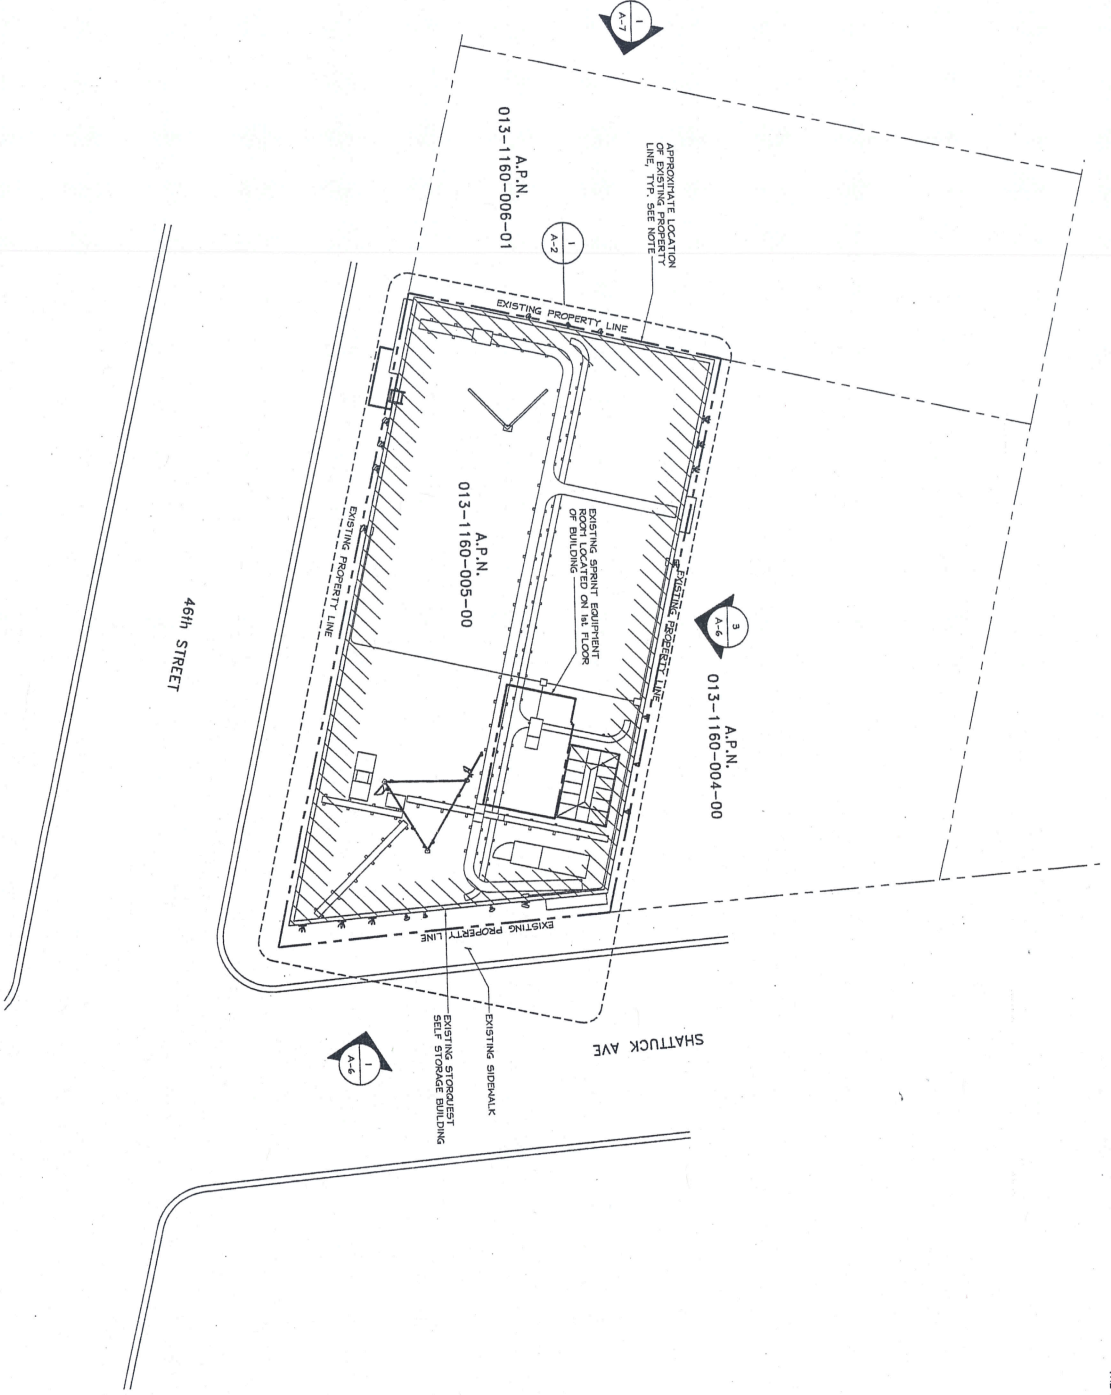 1
A-7
A.P.N.
013-1160-006-01
APPROXIMATE LOCATION
OF EXISTING PROPERTY
LINE, TYP. SEE NOTE
1
A-2
EXISTING PROPERTY LINE
EXISTING PROPERTY LINE
A.P.N.
013-1160-005-00
EXISTING SPRINT EQUIPMENT
ROOM LOCATED ON 1st FLOOR
OF BUILDING
EXISTING PROPERTY LINE
3
A-6
A.P.N.
013-1160-004-00
46th STREET
EXISTING PROPERTY LINE
EXISTING SIDEWALK
EXISTING STORQUEST
SELF STORAGE BUILDING
SHATTUCK AVE
1
A-6